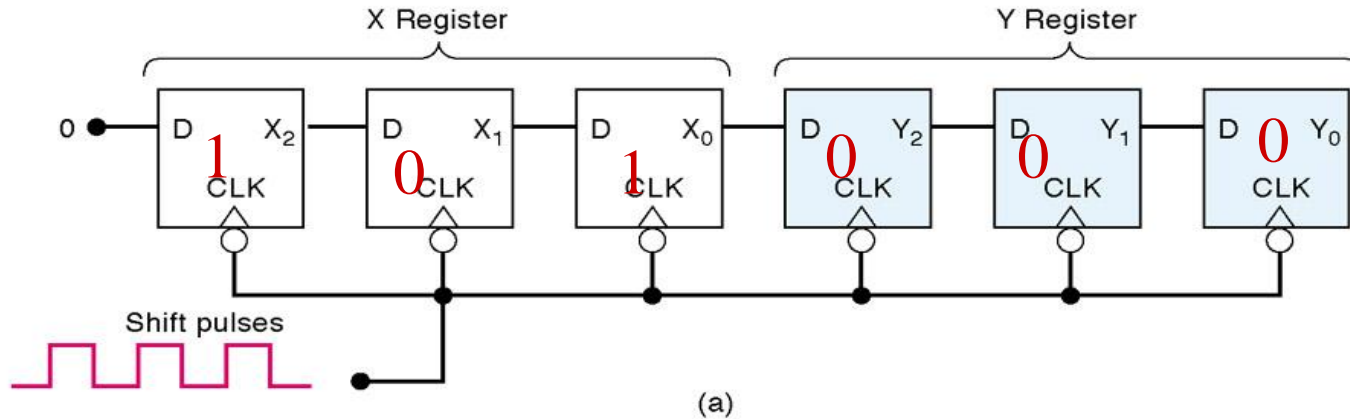 X Register Y Register
0 D X₂ D X₁ D X₀ D Y₂ D Y₁ D Y₀
1 0 1 0 0 0
CLK CLK CLK CLK CLK CLK
Shift pulses
(a)